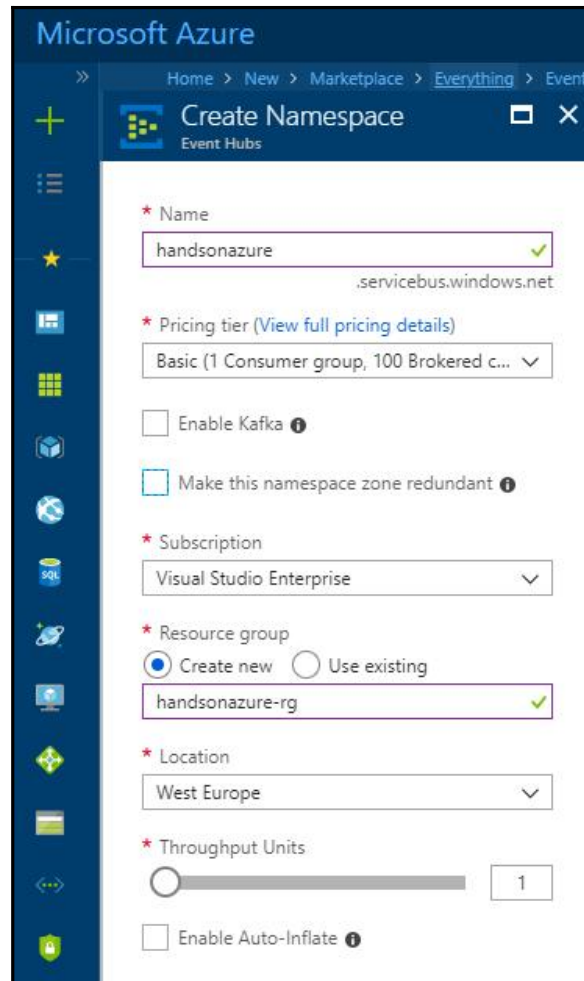 Microsoft Azure
Home > New > Marketplace > Everything > Event
Create Namespace
Event Hubs
* Name
handsonazure
.servicebus.windows.net
* Pricing tier (View full pricing details)
Basic (1 Consumer group, 100 Brokered c...
Enable Kafka
Make this namespace zone redundant
* Subscription
Visual Studio Enterprise
* Resource group
Create new Use existing
handsonazure-rg
* Location
West Europe
* Throughput Units
1
Enable Auto-Inflate
SQL